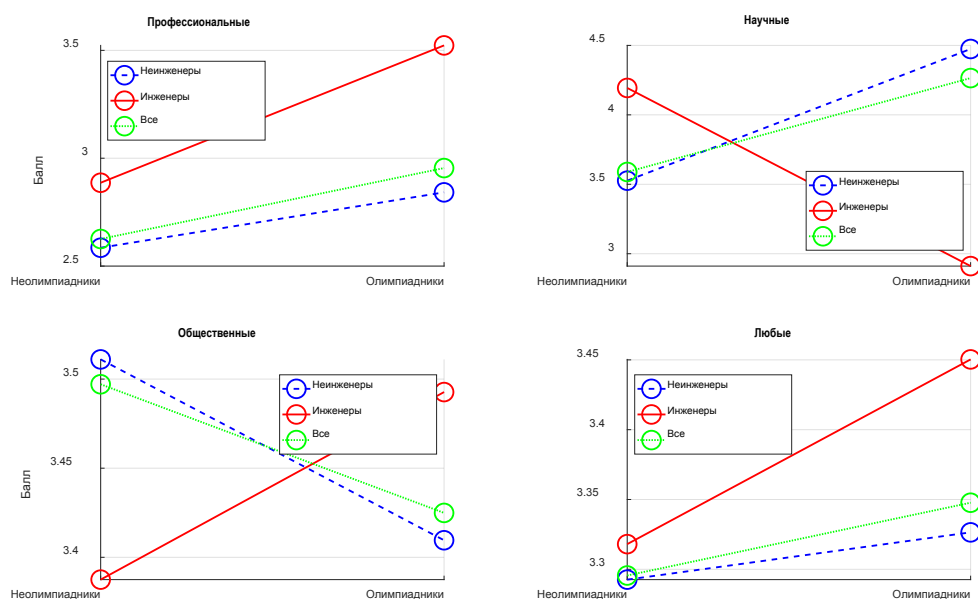 Профессиональные
3.5
3
2.5
Балл
Неинженеры
Инженеры
Все
Неолимпиадники
Олимпиадники
Научные
4.5
4
3.5
3
Неинженеры
Инженеры
Все
Неолимпиадники
Олимпиадники
Общественные
3.5
3.45
3.4
Балл
Неинженеры
Инженеры
Все
Неолимпиадники
Олимпиадники
Любые
3.45
3.4
3.35
3.3
Неинженеры
Инженеры
Все
Неолимпиадники
Олимпиадники